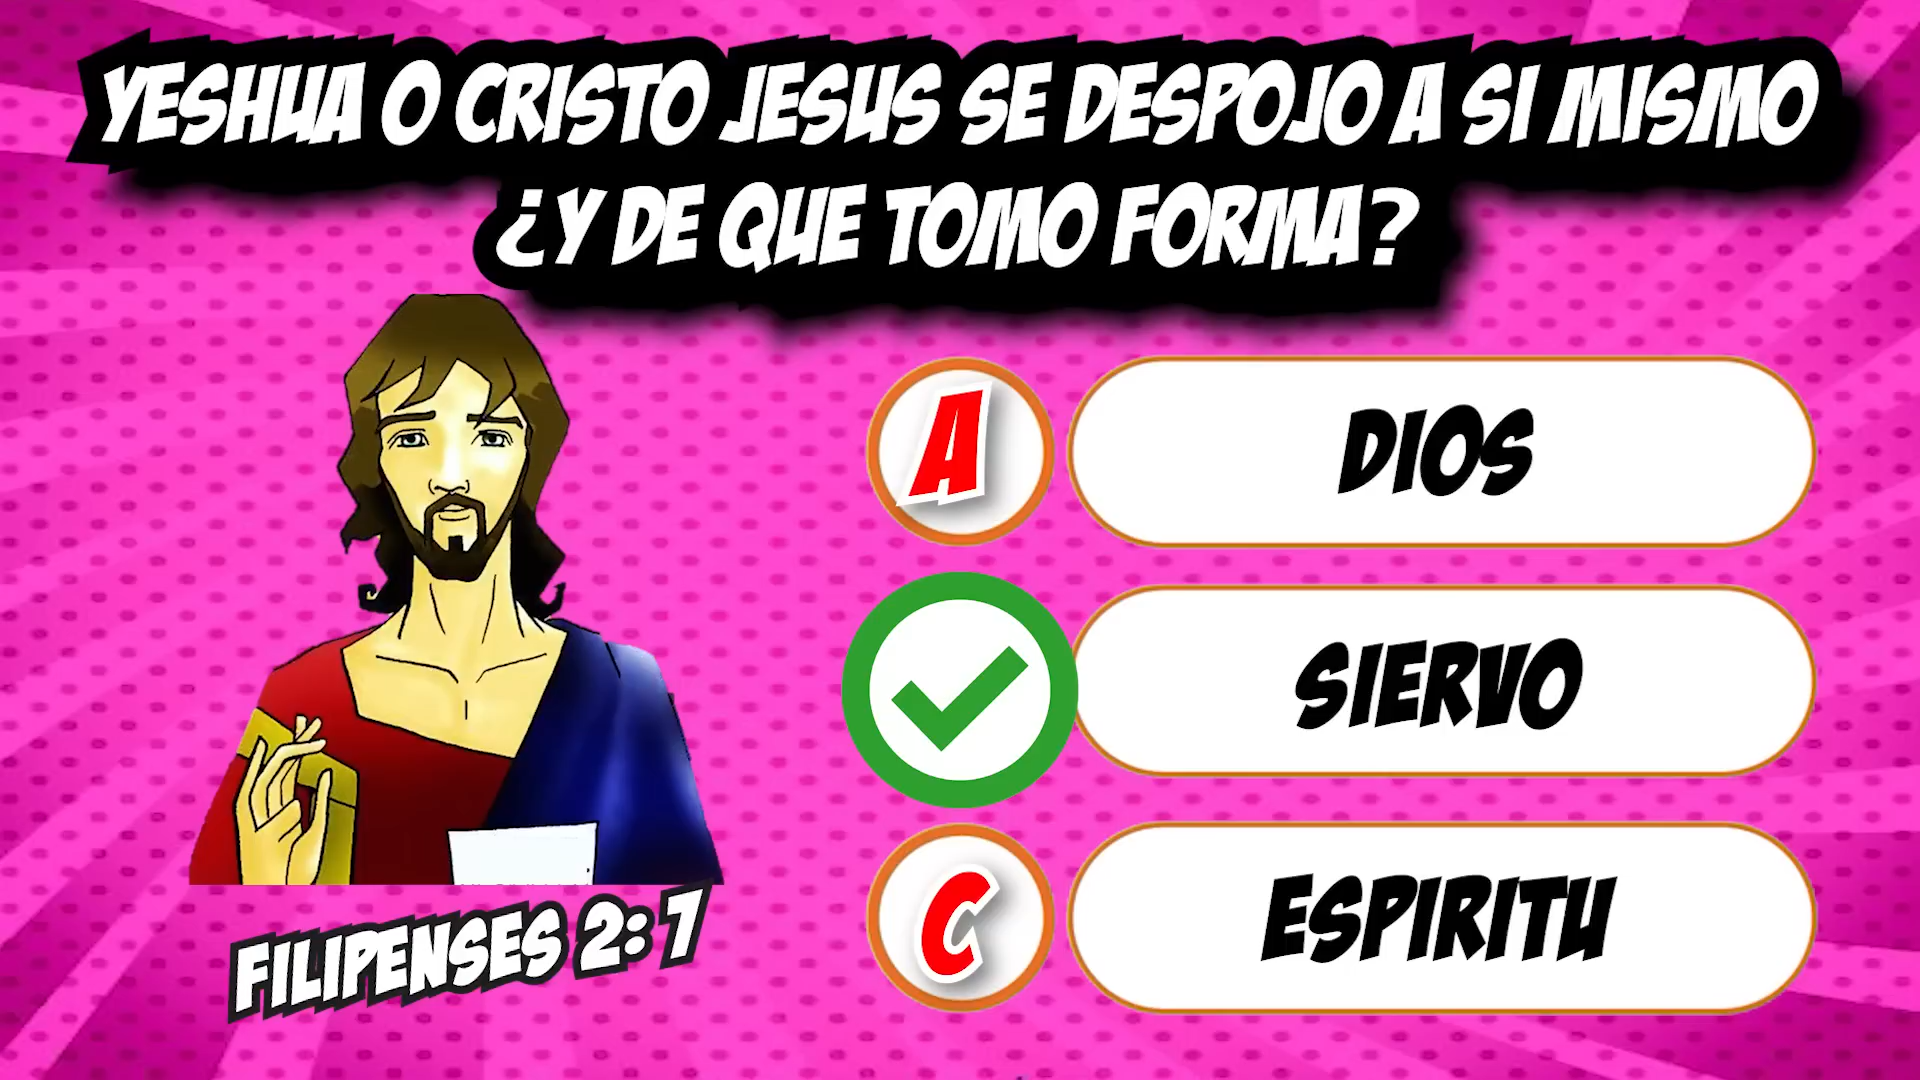 YESHUA O CRISTO JESUS SE DESPOJO A SI MISMO
¿Y DE QUE TOMO FORMA?
A
DIOS
SIERVO
C
ESPIRITU
FILIPENSES 2: 7